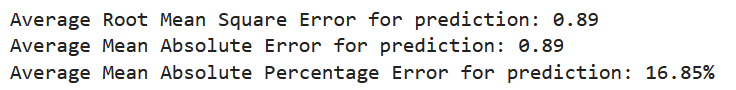 Average Root Mean Square Error for prediction: 0.89
Average Mean Absolute Error for prediction: 0.89
Average Mean Absolute Percentage Error for prediction: 16.85%